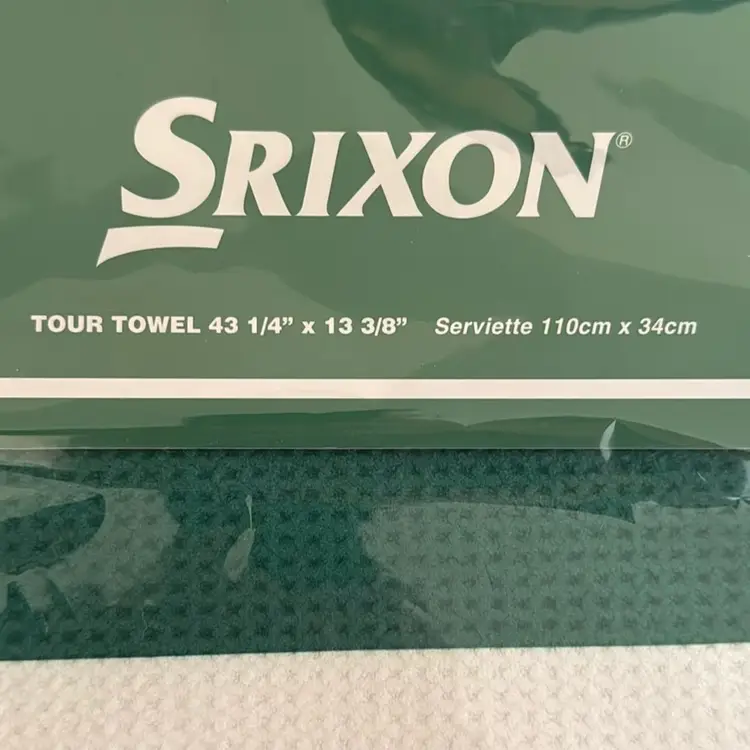 SRIXON®
TOUR TOWEL 43 1/4” x 13 3/8” Serviette 110cm x 34cm